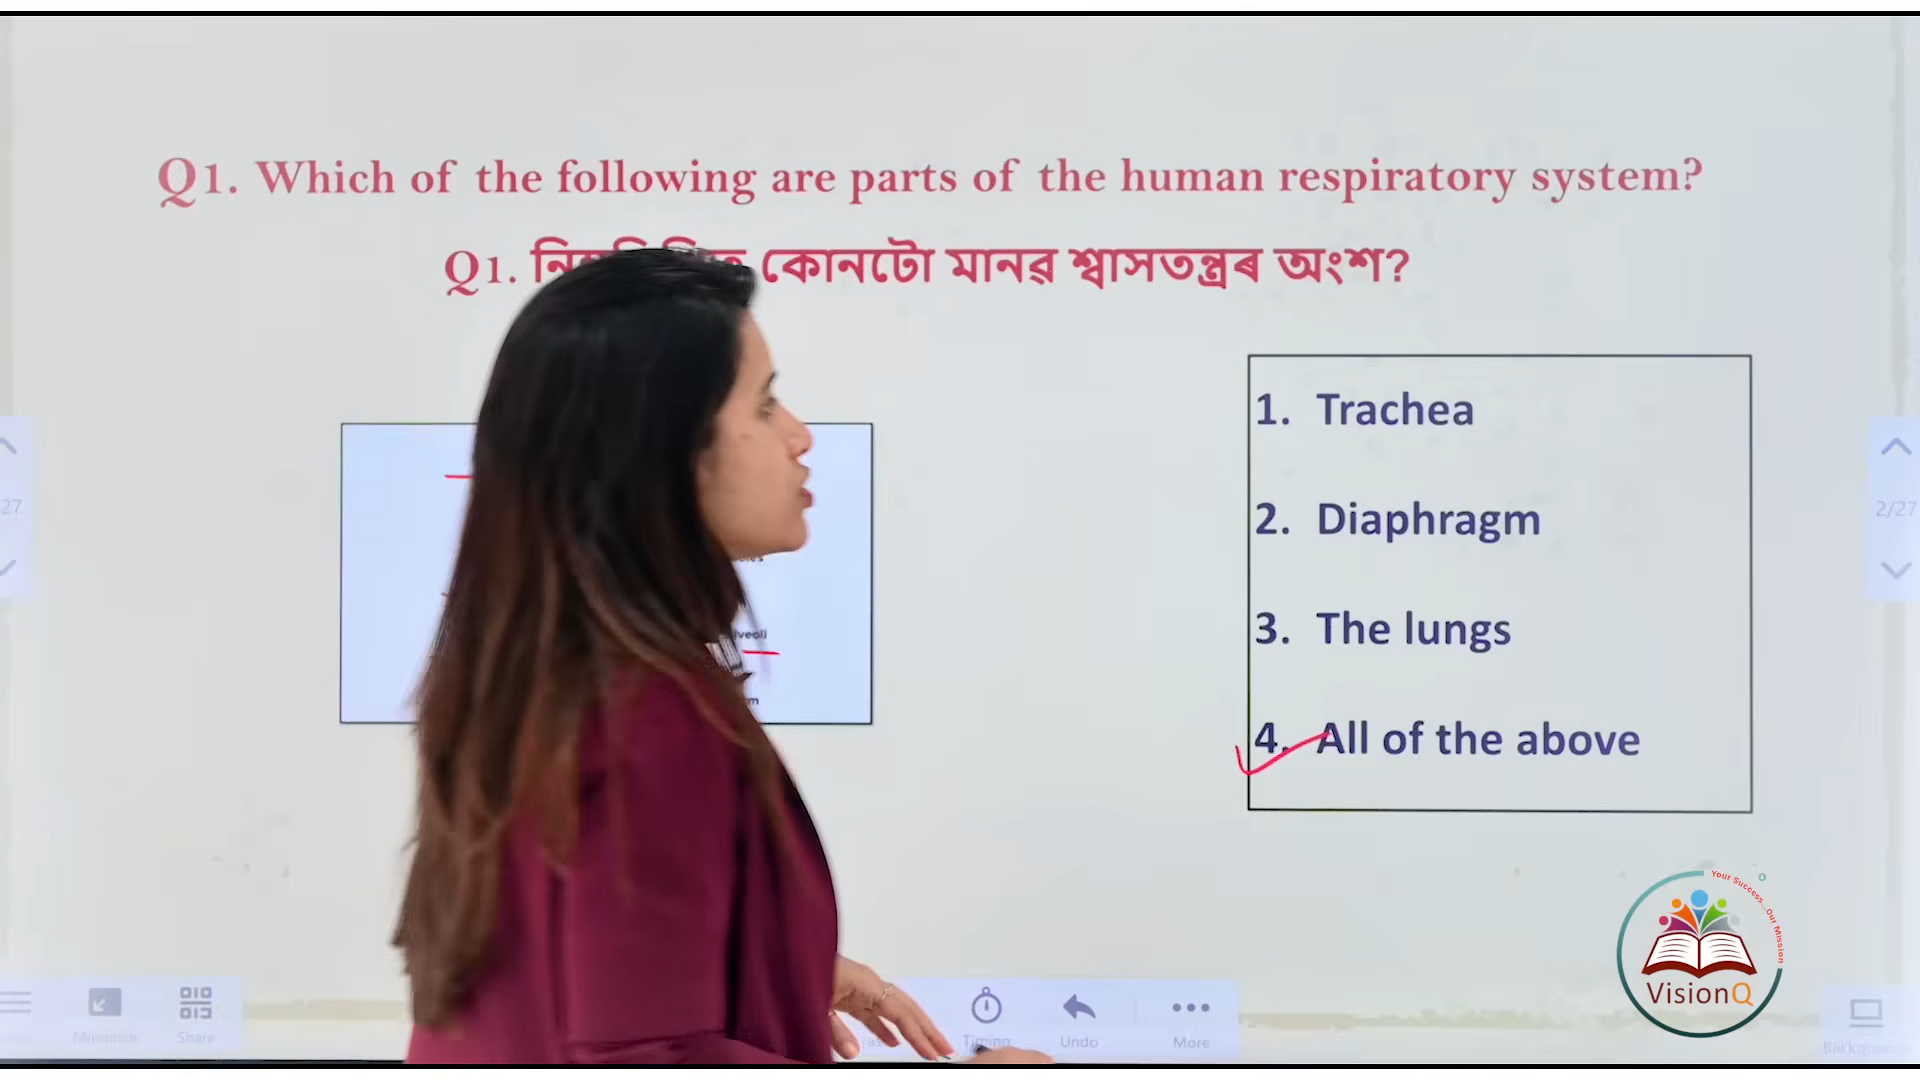 Q1. Which of the following are parts of the human respiratory system?
Q1. কোনটো মানৱ শ্বাসতন্ত্ৰৰ অংশ?
1. Trachea
2. Diaphragm
3. The lungs
4. All of the above
2/27
Share
Timing
Undo
More
Your Success...Our Mission
VisionQ